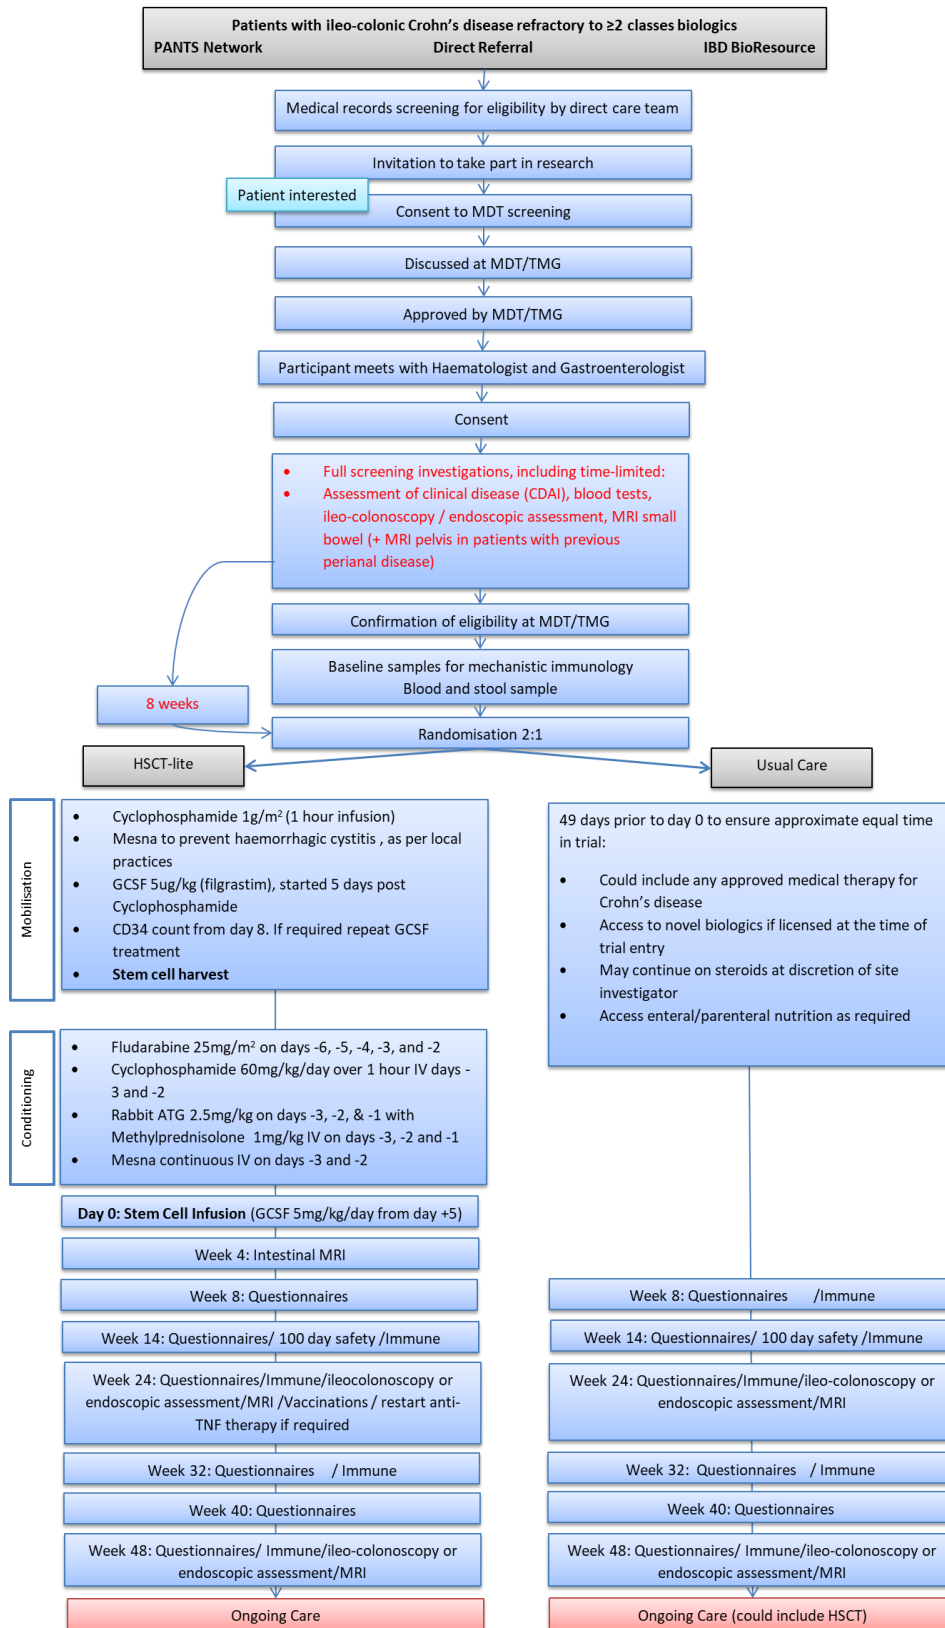 Patients with ileo-colonic Crohn's disease refractory to ≥2 classes biologics
PANTS Network Direct Referral IBD BioResource
Medical records screening for eligibility by direct care team
Invitation to take part in research
Patient interested
Consent to MDT screening
Discussed at MDT/TMG
Approved by MDT/TMG
Participant meets with Haematologist and Gastroenterologist
Consent
• Full screening investigations, including time-limited:
• Assessment of clinical disease (CDAI), blood tests,
ileo-colonoscopy / endoscopic assessment, MRI small
bowel (+ MRI pelvis in patients with previous
perianal disease)
Confirmation of eligibility at MDT/TMG
Baseline samples for mechanistic immunology
Blood and stool sample
8 weeks
Randomisation 2:1
HSCT-lite
Usual Care
Mobilisation
• Cyclophosphamide 1g/m² (1 hour infusion)
• Mesna to prevent haemorrhagic cystitis , as per local
practices
• GCSF 5ug/kg (filgrastim), started 5 days post
Cyclophosphamide
• CD34 count from day 8. If required repeat GCSF
treatment
• Stem cell harvest
49 days prior to day 0 to ensure approximate equal time
in trial:
• Could include any approved medical therapy for
Crohn's disease
• Access to novel biologics if licensed at the time of
trial entry
• May continue on steroids at discretion of site
investigator
• Access enteral/parenteral nutrition as required
Conditioning
• Fludarabine 25mg/m² on days -6, -5, -4, -3, and -2
• Cyclophosphamide 60mg/kg/day over 1 hour IV days -
3 and -2
• Rabbit ATG 2.5mg/kg on days -3, -2, & -1 with
Methylprednisolone 1mg/kg IV on days -3, -2 and -1
• Mesna continuous IV on days -3 and -2
Day 0: Stem Cell Infusion (GCSF 5mg/kg/day from day +5)
Week 4: Intestinal MRI
Week 8: Questionnaires
Week 14: Questionnaires/ 100 day safety /Immune
Week 24: Questionnaires/Immune/ileocolonoscopy or
endoscopic assessment/MRI /Vaccinations / restart anti-
TNF therapy if required
Week 32: Questionnaires / Immune
Week 40: Questionnaires
Week 48: Questionnaires/ Immune/ileo-colonoscopy or
endoscopic assessment/MRI
Ongoing Care
Week 8: Questionnaires /Immune
Week 14: Questionnaires/ 100 day safety /Immune
Week 24: Questionnaires/Immune/ileo-colonoscopy or
endoscopic assessment/MRI
Week 32: Questionnaires / Immune
Week 40: Questionnaires
Week 48: Questionnaires/ Immune/ileo-colonoscopy or
endoscopic assessment/MRI
Ongoing Care (could include HSCT)